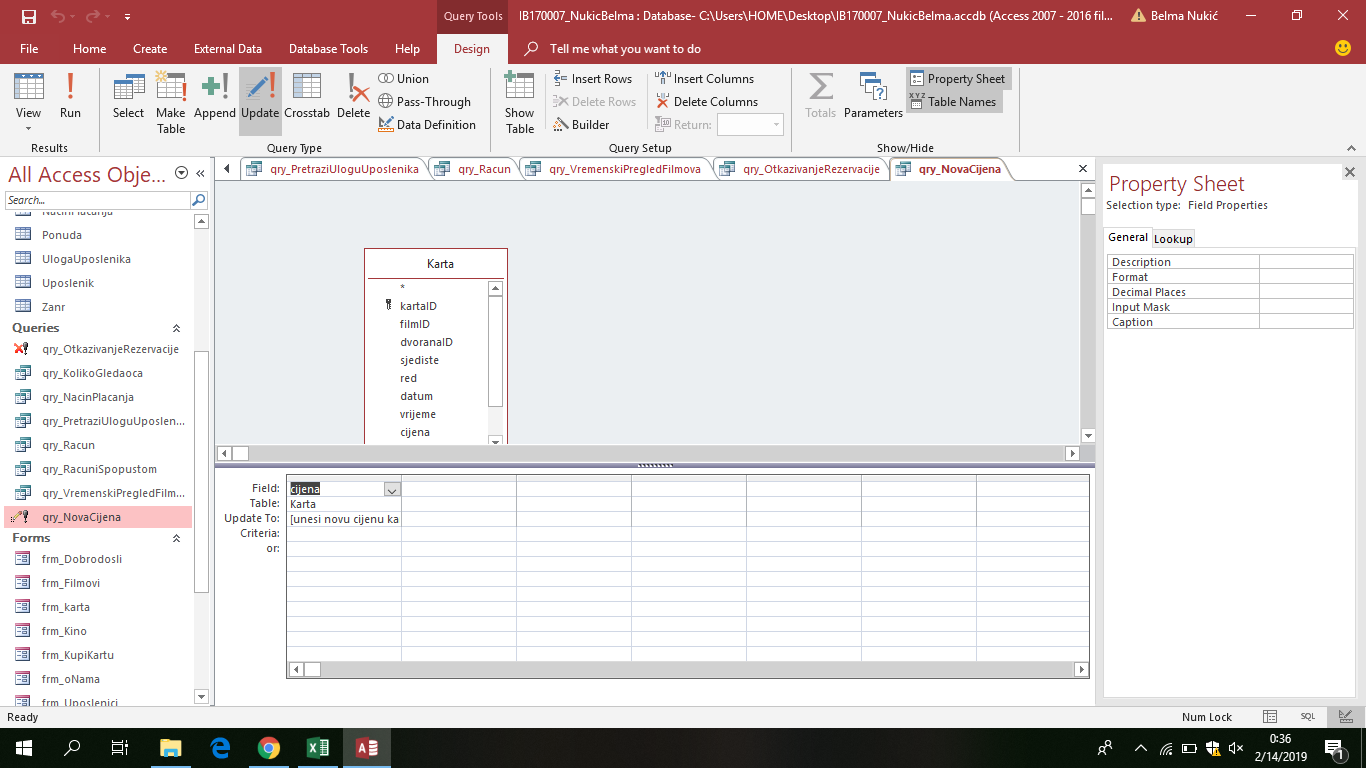 Query Tools
IB170007_NukicBelma : Database- C:\Users\HOME\Desktop\IB170007_NukicBelma.accdb (Access 2007 - 2016 fil...
Belma Nukić
File Home Create External Data Database Tools Help Design Tell me what you want to do
View
Run
Select
Make Table
Append
Update
Crosstab
Delete
Union
Pass-Through
Data Definition
Show Table
Insert Rows
Delete Rows
Builder
Insert Columns
Delete Columns
Return:
Totals
Parameters
Property Sheet
XYZ Table Names
Results
Query Type
Query Setup
Show/Hide
All Access Obje...
Search...
NacinPlacanja
Ponuda
UlogaUposlenika
Uposlenik
Zanr
Queries
qry_OtkazivanjeRezervacije
qry_KolikoGledaoca
qry_NacinPlacanja
qry_PretraziUloguUposlen...
qry_Racun
qry_RacuniSpopustom
qry_VremenskiPregledFilm...
qry_NovaCijena
Forms
frm_Dobrodosli
frm_Filmovi
frm_karta
frm_Kino
frm_KupiKartu
frm_oNama
frm_Uposlenici
qry_PretraziUloguUposlenika
qry_Racun
qry_VremenskiPregledFilmova
qry_OtkazivanjeRezervacije
qry_NovaCijena
Karta
*
kartaID
filmID
dvoranaID
sjediste
red
datum
vrijeme
cijena
Field: cijena
Table: Karta
Update To: [unesi novu cijenu ka
Criteria:
or:
Property Sheet
Selection type: Field Properties
General Lookup
Description
Format
Decimal Places
Input Mask
Caption
Ready
Num Lock
SQL
0:36
2/14/2019
1